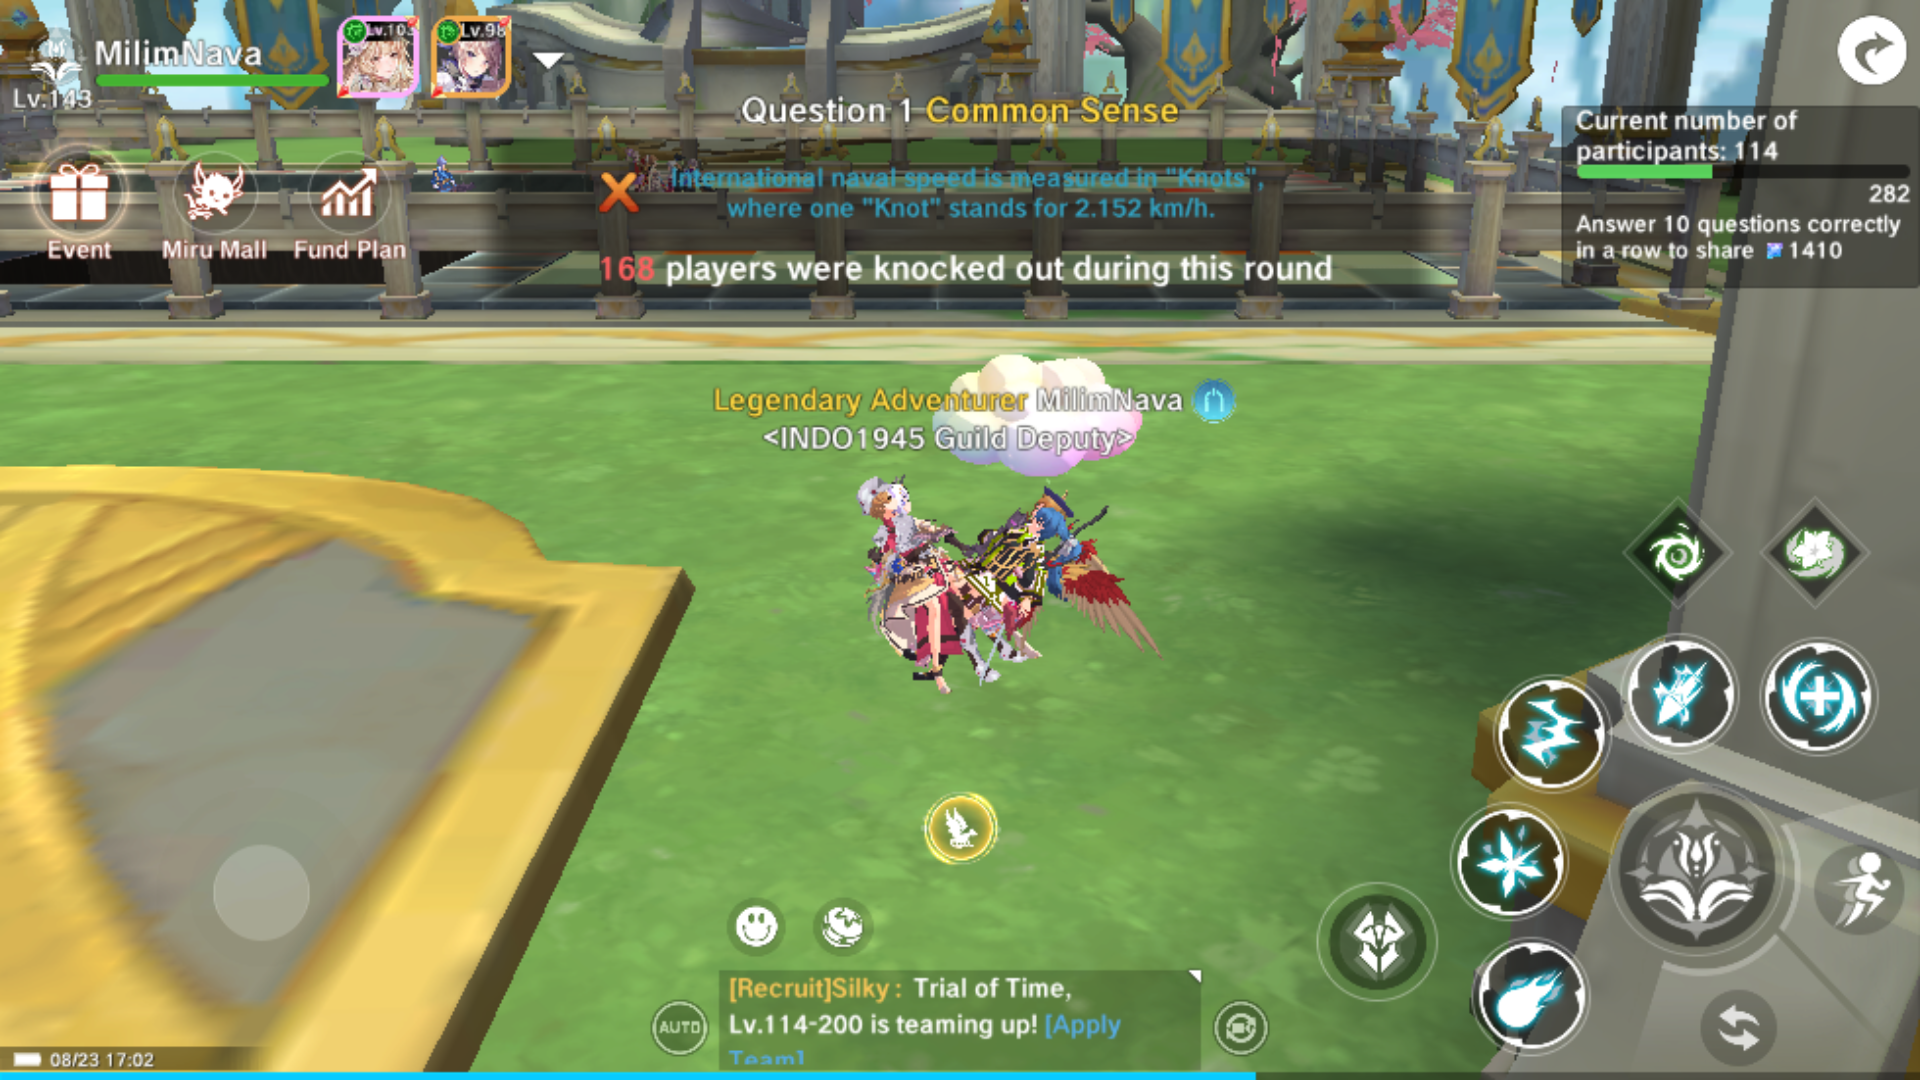 MilimNava
Lv.143
Lv.103
Lv.98
Question 1 Common Sense
International naval speed is measured in "Knots",
where one "Knot" stands for 2.152 km/h.
168 players were knocked out during this round
Current number of
participants: 114
282
Answer 10 questions correctly
in a row to share 1410
Event
Miru Mall
Fund Plan
Legendary Adventurer MilimNava
<INDO1945 Guild Deputy>
[Recruit]Silky : Trial of Time,
Lv.114-200 is teaming up! [Apply
Team]
AUTO
08/23 17:02